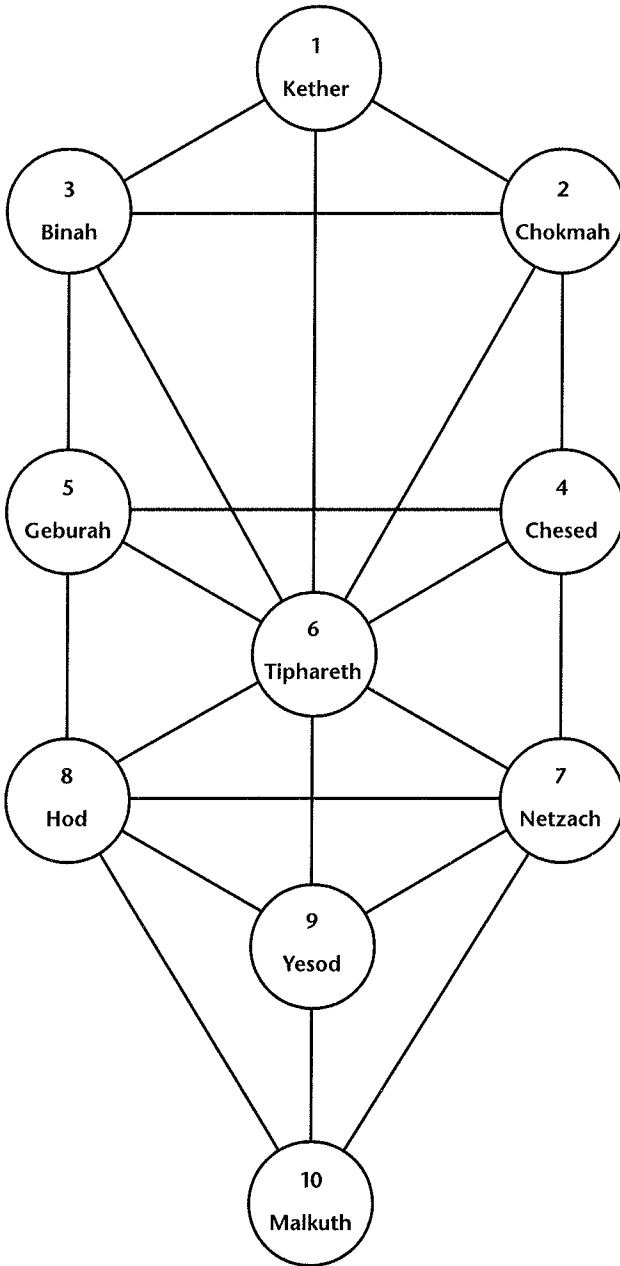 1
Kether
3
Binah
2
Chokmah
5
Geburah
4
Chesed
6
Tiphareth
8
Hod
7
Netzach
9
Yesod
10
Malkuth